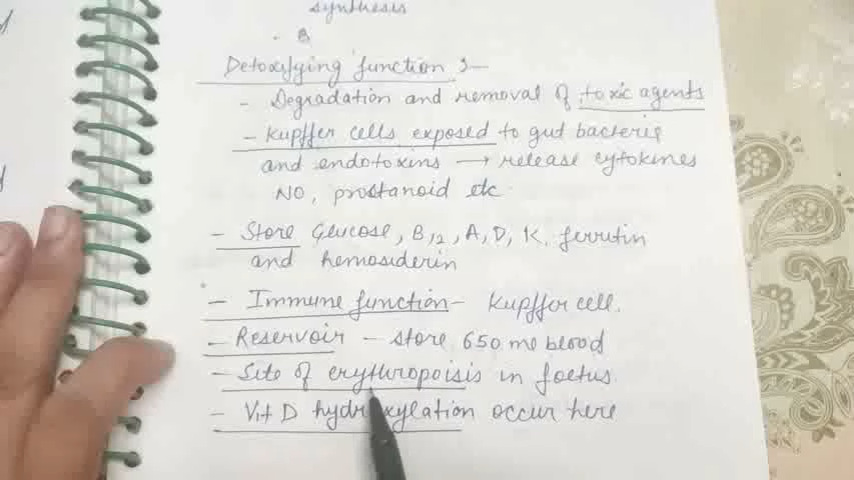 synthesis
- B
Detoxifying function :-
- Degradation and removal of toxic agents
- Kupffer cells exposed to gut bacteria
and endotoxins → release cytokines
NO, prostanoid etc
- Store Glucose, B12, A, D, K, ferritin
and hemosiderin
- Immune function - Kupffer cell.
- Reservoir - store 650 ml blood
- Site of erythropoisis in foetus.
- Vit D hydroxylation occur here